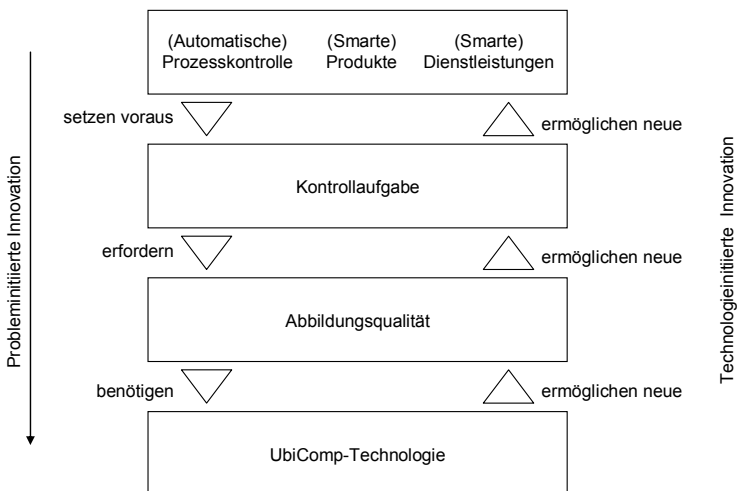 (Automatische)
Prozesskontrolle
(Smarte)
Produkte
(Smarte)
Dienstleistungen
setzen voraus
ermöglichen neue
Kontrollaufgabe
erfordern
ermöglichen neue
Abbildungsqualität
benötigen
ermöglichen neue
UbiComp-Technologie
Probleminitiierte Innovation
Technologieinitiierte Innovation